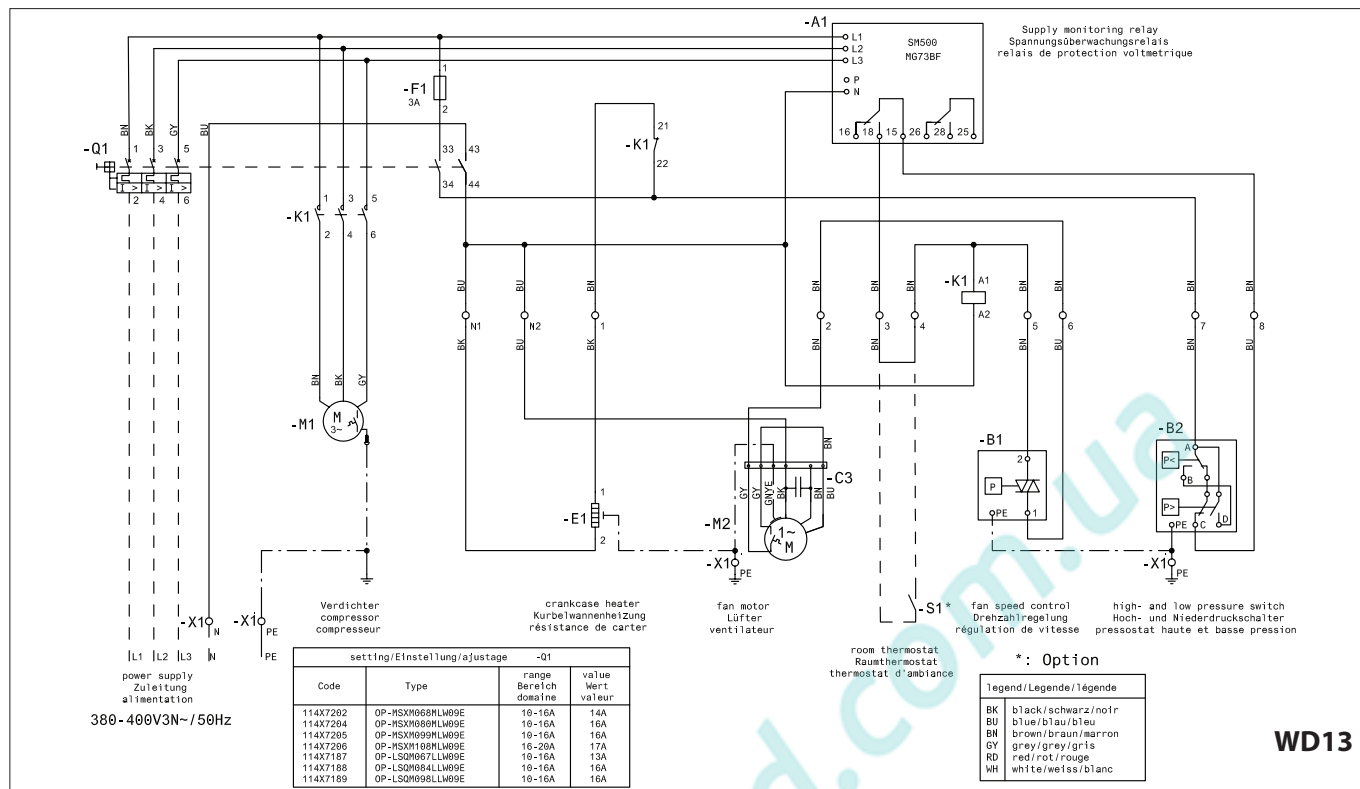 -A1
L1
L2
L3
P
N
SM500
MG73BF
16 18 15 26 28 25
Supply monitoring relay
Spannungsüberwachungsrelais
relais de protection voltmetrique
-F1
3A
1
2
BN
BK
GY
BU
-Q1
1 3 5
I > I > I >
2 4 6
33 43
34 44
21
-K1
22
-K1
1 3 5
2 4 6
BU BU BN BN BN BN BN BN BN BU
-K1 A1
A2
N1 N2 1 2 3 4 5 6 7 8
BK BU BK BN BN BN BN BU BN BU
BN BK GY
-M1
M
3~
-E1
1
2
-M2
GY GY GNYE BK BN BU
BN
-C3
1~
M
-X1
PE
-S1*
-B1
2
P
PE 1
-B2
A
P<
B
P>
D
PE C
-X1
PE
-X1
N
-X1
PE
L1 L2 L3 N PE
power supply
Zuleitung
alimentation
380-400V3N~/50Hz
Verdichter
compressor
compresseur
crankcase heater
Kurbelwannenheizung
résistance de carter
fan motor
Lüfter
ventilateur
room thermostat
Raumthermostat
thermostat d'ambiance
fan speed control
Drehzahlregelung
régulation de vitesse
high- and low pressure switch
Hoch- und Niederdruckschalter
pressostat haute et basse pression
*: Option
setting/Einstellung/ajustage -Q1
Code Type range Bereich domaine value Wert valeur
114X7202 OP-MSXM068MLW09E 10-16A 14A
114X7204 OP-MSXM080MLW09E 10-16A 16A
114X7205 OP-MSXM099MLW09E 10-16A 16A
114X7206 OP-MSXM108MLW09E 16-20A 17A
114X7187 OP-LSQM067LLW09E 10-16A 13A
114X7188 OP-LSQM084LLW09E 10-16A 16A
114X7189 OP-LSQM098LLW09E 10-16A 16A
legend/Legende/légende
BK black/schwarz/noir
BU blue/blau/bleu
BN brown/braun/marron
GY grey/grey/gris
RD red/rot/rouge
WH white/weiss/blanc
WD13
d.com.ua